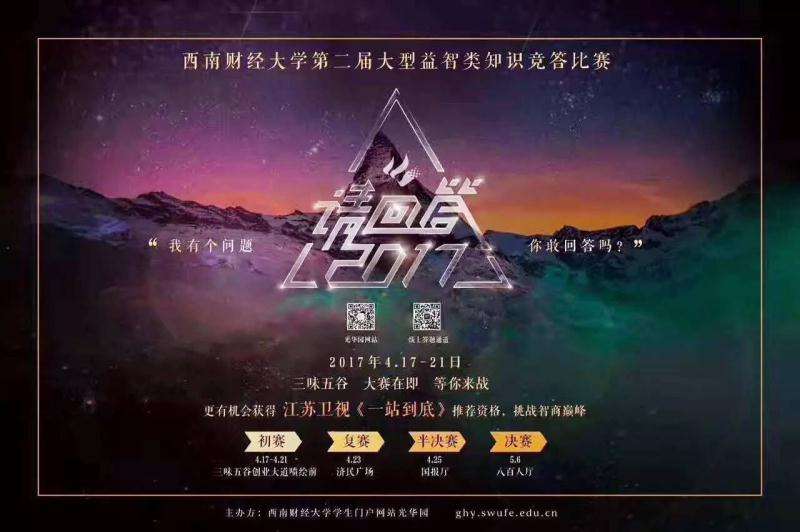 西南财经大学第二届大型益智类知识竞答比赛
请回答
2017
“我有个问题
你敢回答吗？”
光华园网站
线上答题通道
2017年4.17-21日
三味五谷 大赛在即 等你来战
更有机会获得 江苏卫视《一站到底》推荐资格，挑战智商巅峰
初赛 复赛 半决赛 决赛
4.17-4.21 4.23 4.25 5.6
三味五谷创业大道喷绘前 济民广场 国报厅 八百人厅
主办方：西南财经大学学生门户网站光华园 ghy.swufe.edu.cn